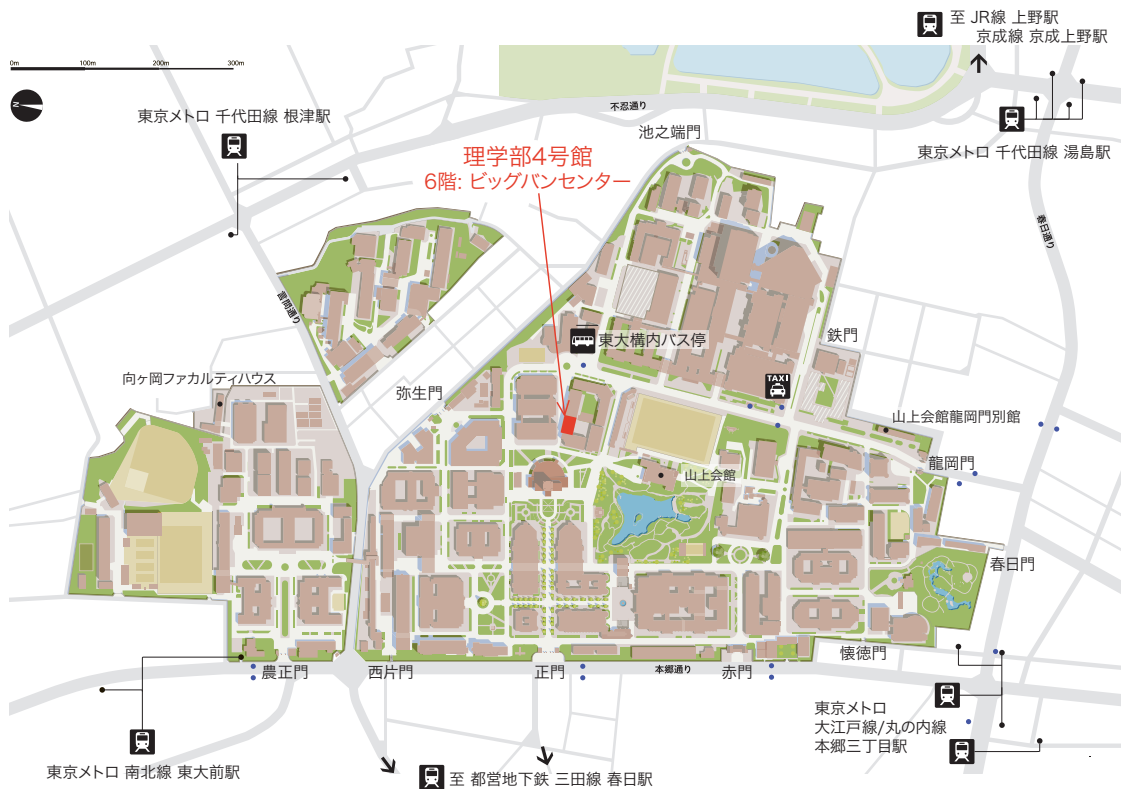 至 JR線 上野駅
京成線 京成上野駅
0m 100m 200m 300m
N
東京メトロ 千代田線 根津駅
不忍通り
池之端門
東京メトロ 千代田線 湯島駅
理学部4号館
6階: ビッグバンセンター
春日通り
言問通り
東大構内バス停
鉄門
TAXI
向ヶ岡ファカルティハウス
弥生門
山上会館龍岡門別館
龍岡門
山上会館
春日門
懐徳門
農正門
西片門
正門
本郷通り
赤門
東京メトロ
大江戸線/丸の内線
本郷三丁目駅
東京メトロ 南北線 東大前駅
至 都営地下鉄 三田線 春日駅